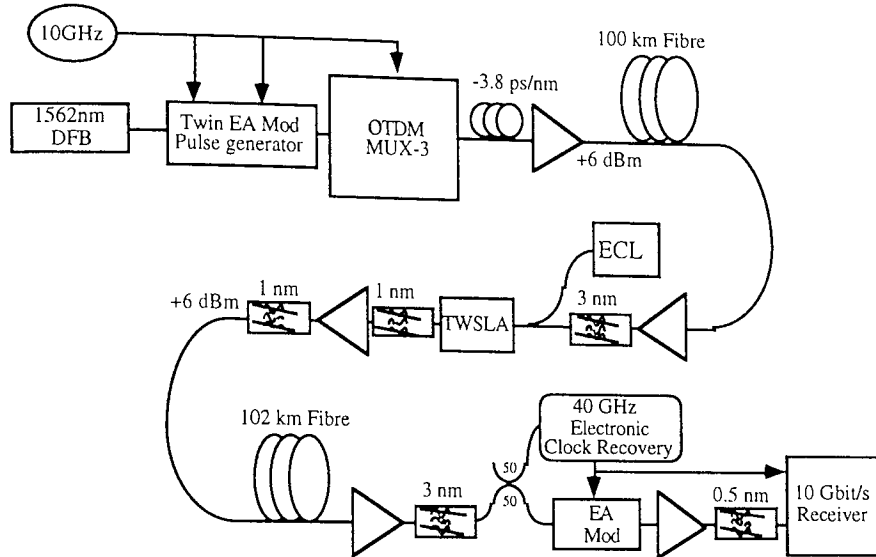 10GHz
1562nm
DFB
Twin EA Mod
Pulse generator
OTDM
MUX-3
-3.8 ps/nm
+6 dBm
100 km Fibre
ECL
3 nm
TWSLA
1 nm
1 nm
+6 dBm
102 km Fibre
3 nm
50
50
40 GHz
Electronic
Clock Recovery
EA
Mod
0.5 nm
10 Gbit/s
Receiver